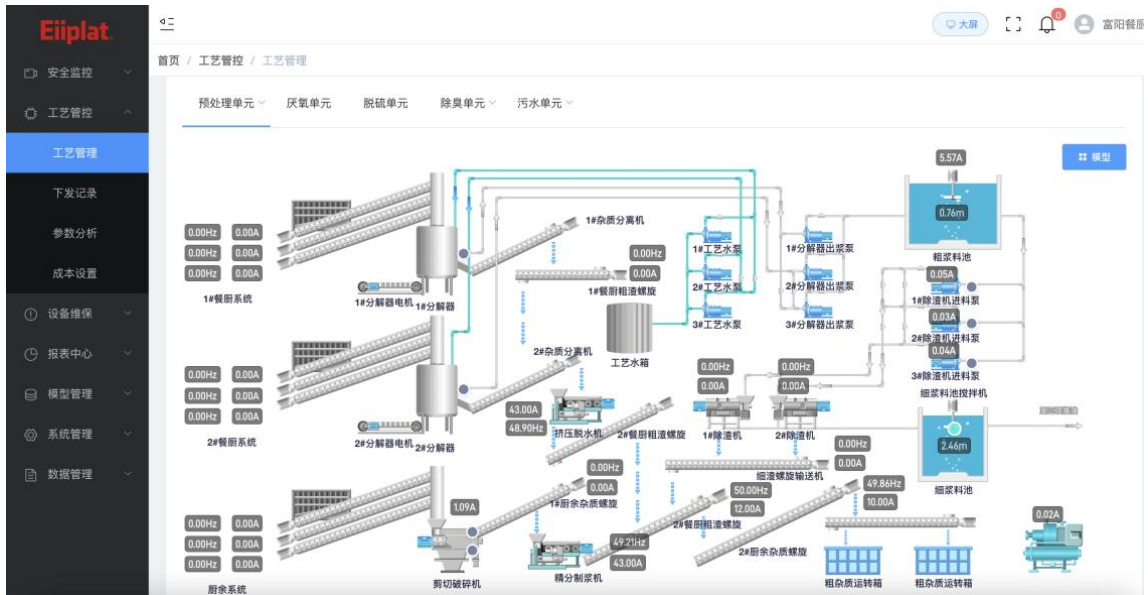 Eiiplat.
大屏
0
富阳餐厨
首页 / 工艺管控 / 工艺管理
安全监控
工艺管控
工艺管理
下发记录
参数分析
成本设置
设备维保
报表中心
模型管理
系统管理
数据管理
预处理单元 厌氧单元 脱硫单元 除臭单元 污水单元
模型
5.57A
0.76m
粗浆料池
1#杂质分离机
0.00Hz 0.00A
0.00Hz 0.00A
0.00Hz 0.00A
1#餐厨系统
1#分解器电机
1#分解器
0.00Hz
0.00A
1#餐厨粗渣螺旋
1#工艺水泵
2#工艺水泵
3#工艺水泵
工艺水箱
1#分解器出浆泵
2#分解器出浆泵
3#分解器出浆泵
0.05A
1#除渣机进料泵
0.03A
2#除渣机进料泵
0.04A
3#除渣机进料泵
2#杂质分离机
0.00Hz 0.00A
0.00Hz 0.00A
0.00Hz 0.00A
2#餐厨系统
2#分解器电机
2#分解器
43.00A
48.90Hz
挤压脱水机
2#餐厨粗渣螺旋
0.00Hz
0.00A
1#除渣机
0.00Hz
0.00A
2#除渣机
细浆料池搅拌机
2.46m
细浆料池
0.00Hz
0.00A
细渣螺旋输送机
0.00Hz
0.00A
1#厨余杂质螺旋
50.00Hz
12.00A
2#餐厨粗渣螺旋
49.86Hz
10.00A
2#厨余杂质螺旋
0.00Hz 0.00A
0.00Hz 0.00A
0.00Hz 0.00A
厨余系统
1.09A
剪切破碎机
49.21Hz
43.00A
精分制浆机
粗杂质运转箱
粗杂质运转箱
0.02A